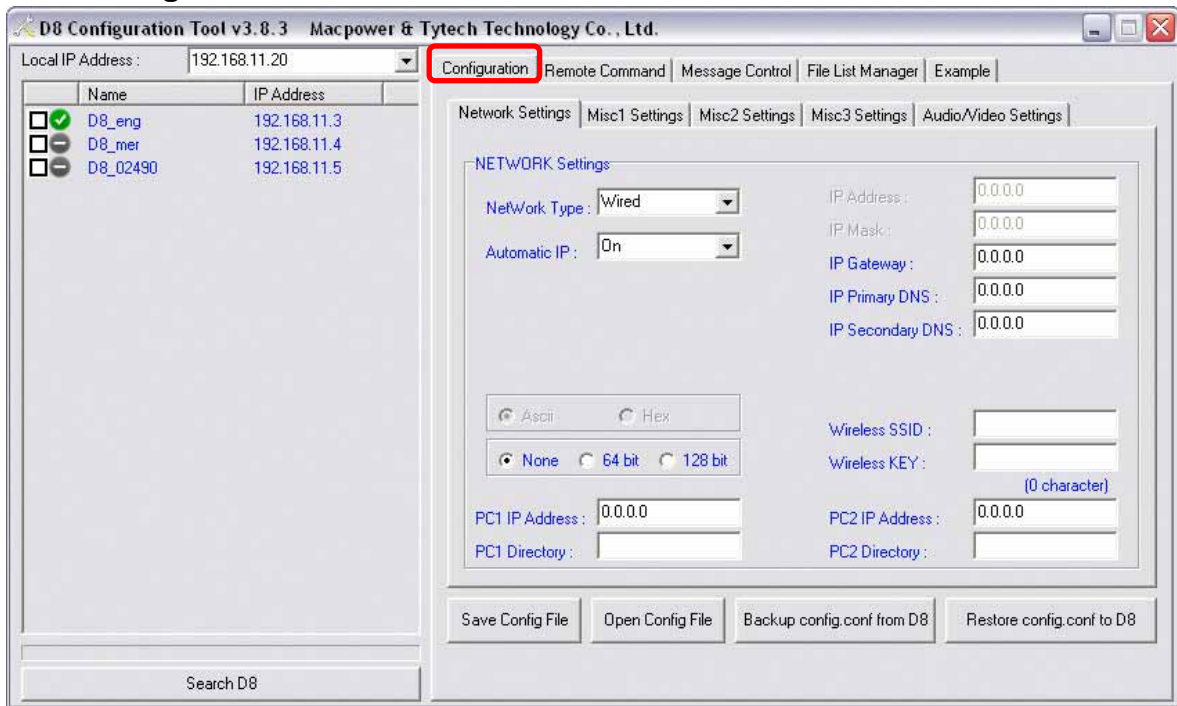 D8 Configuration Tool v3.8.3 Macpower & Tytech Technology Co., Ltd.
Local IP Address : 192.168.11.20
Name IP Address
D8_eng 192.168.11.3
D8_mer 192.168.11.4
D8_02490 192.168.11.5
Search D8
Configuration Remote Command Message Control File List Manager Example
Network Settings Misc1 Settings Misc2 Settings Misc3 Settings Audio/Video Settings
NETWORK Settings
NetWork Type : Wired
Automatic IP : On
IP Address : 0.0.0.0
IP Mask : 0.0.0.0
IP Gateway : 0.0.0.0
IP Primary DNS : 0.0.0.0
IP Secondary DNS : 0.0.0.0
Ascii Hex
None 64 bit 128 bit
Wireless SSID :
Wireless KEY :
(0 character)
PC1 IP Address : 0.0.0.0
PC2 IP Address : 0.0.0.0
PC1 Directory :
PC2 Directory :
Save Config File Open Config File Backup config.conf from D8 Restore config.conf to D8